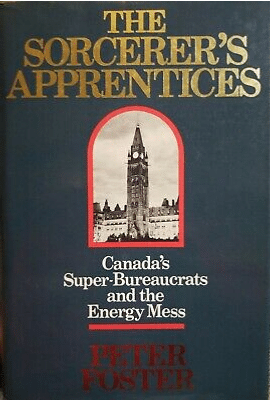 THE
SORCERER'S
APPRENTICES
Canada's
Super-Bureaucrats
and the
Energy Mess
PETER
FOSTER